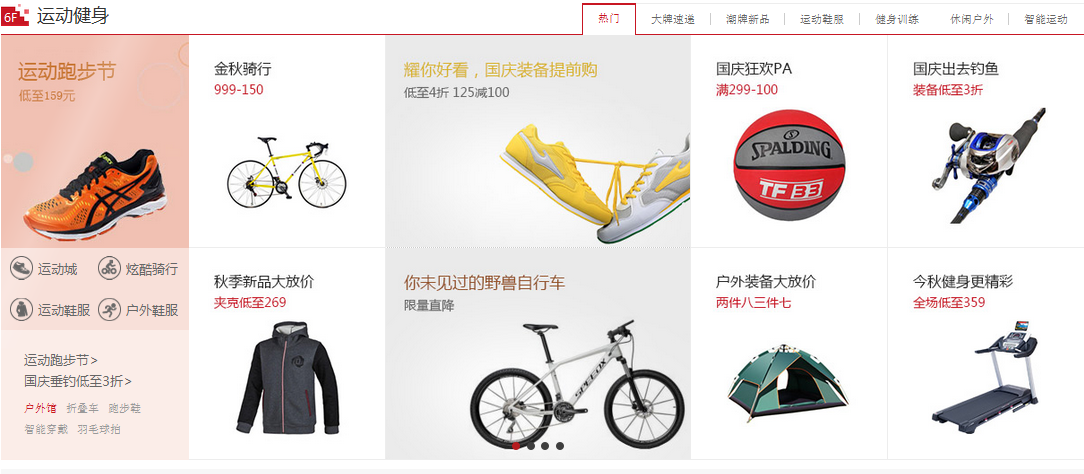 6F 运动健身
热门 大牌速递 潮牌新品 运动鞋服 健身训练 休闲户外 智能运动
运动跑步节
低至159元
运动城 炫酷骑行
运动鞋服 户外鞋服
运动跑步节>
国庆垂钓低至3折>
户外馆 折叠车 跑步鞋
智能穿戴 羽毛球拍
金秋骑行
999-150
耀你好看，国庆装备提前购
低至4折 125减100
国庆狂欢PA
满299-100
SPALDING
TF 33
国庆出去钓鱼
装备低至3折
秋季新品大放价
夹克低至269
你未见过的野兽自行车
限量直降
SPEEDX
户外装备大放价
两件八三件七
今秋健身更精彩
全场低至359